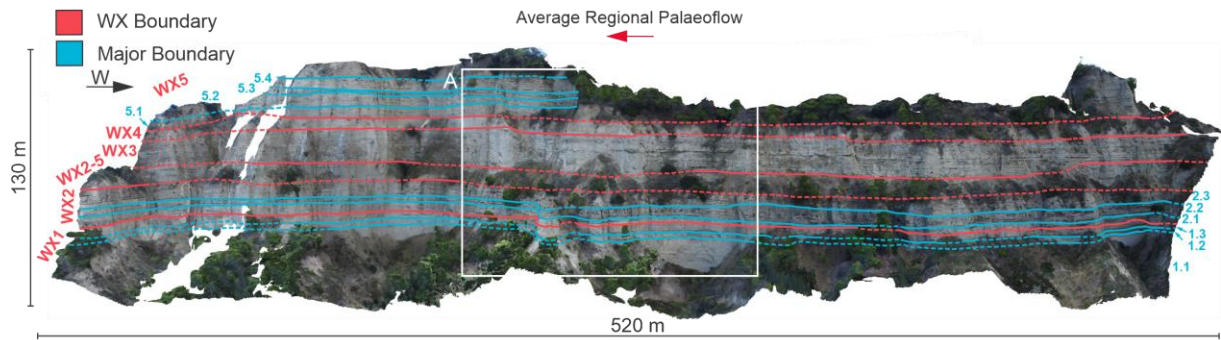 WX Boundary
Major Boundary
Average Regional Palaeoflow
W
A
130 m
WX5
5.4
5.3
5.2
5.1
WX4
WX3
WX2-5
WX2
WX1
2.3
2.2
2.1
1.3
1.2
1.1
520 m